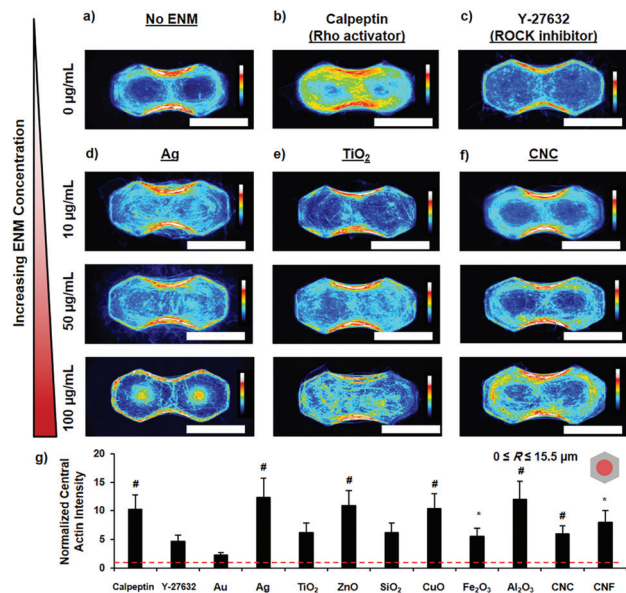 a) No ENM
b) Calpeptin
(Rho activator)
c) Y-27632
(ROCK inhibitor)
0 µg/mL
Increasing ENM Concentration
d) Ag
e) TiO₂
f) CNC
10 µg/mL
50 µg/mL
100 µg/mL
g)
0 ≤ R ≤ 15.5 µm
Normalized Central
Actin Intensity
20
15
10
5
0
# # # # * # # *
Calpeptin Y-27632 Au Ag TiO₂ ZnO SiO₂ CuO Fe₂O₃ Al₂O₃ CNC CNF